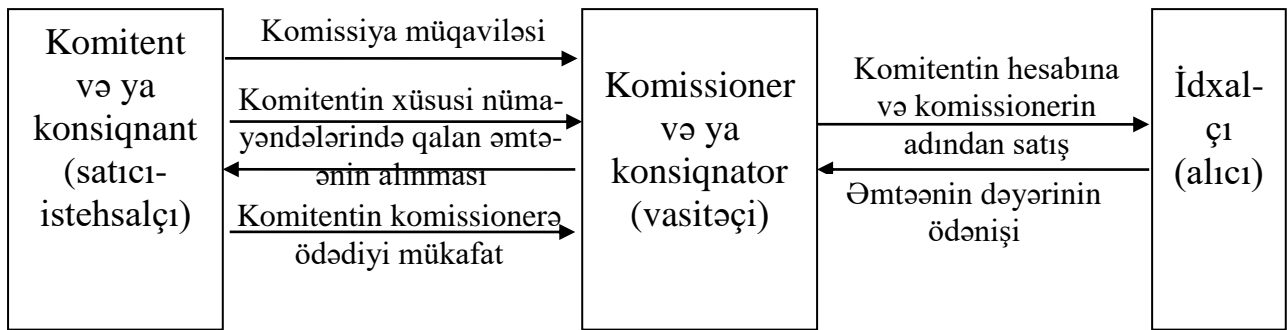 Komitent
və ya
konsiqnant
(satıcı-
istehsalçı)
Komissiya müqaviləsi
Komitentin xüsusi nüma-
yəndələrində qalan əmtə-
ənin alınması
Komitentin komissionerə
ödədiyi mükafat
Komissioner
və ya
konsiqnator
(vasitəçi)
Komitentin hesabına
və komissionerin
adından satış
Əmtəənin dəyərinin
ödənişi
İdxal-
çı
(alıcı)